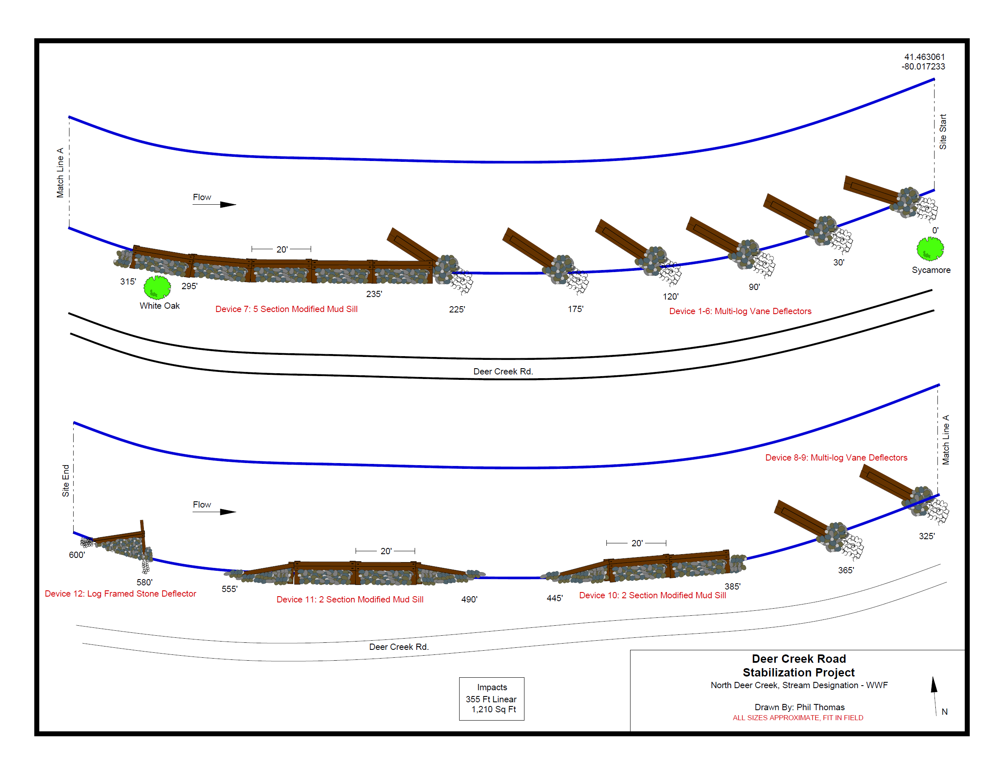 41.463061
-80.017233
Site Start
Match Line A
Flow
0'
Sycamore
20'
30'
315'
295'
White Oak
235'
90'
120'
225'
175'
Device 7: 5 Section Modified Mud Sill
Device 1-6: Multi-log Vane Deflectors
Deer Creek Rd.
Match Line A
Device 8-9: Multi-log Vane Deflectors
Site End
Flow
325'
20'
20'
600'
365'
580'
555'
385'
Device 12: Log Framed Stone Deflector
Device 11: 2 Section Modified Mud Sill
490'
445'
Device 10: 2 Section Modified Mud Sill
Deer Creek Rd.
Impacts
355 Ft Linear
1,210 Sq Ft
Deer Creek Road
Stabilization Project
North Deer Creek, Stream Designation - WWF
Drawn By: Phil Thomas
ALL SIZES APPROXIMATE, FIT IN FIELD
N